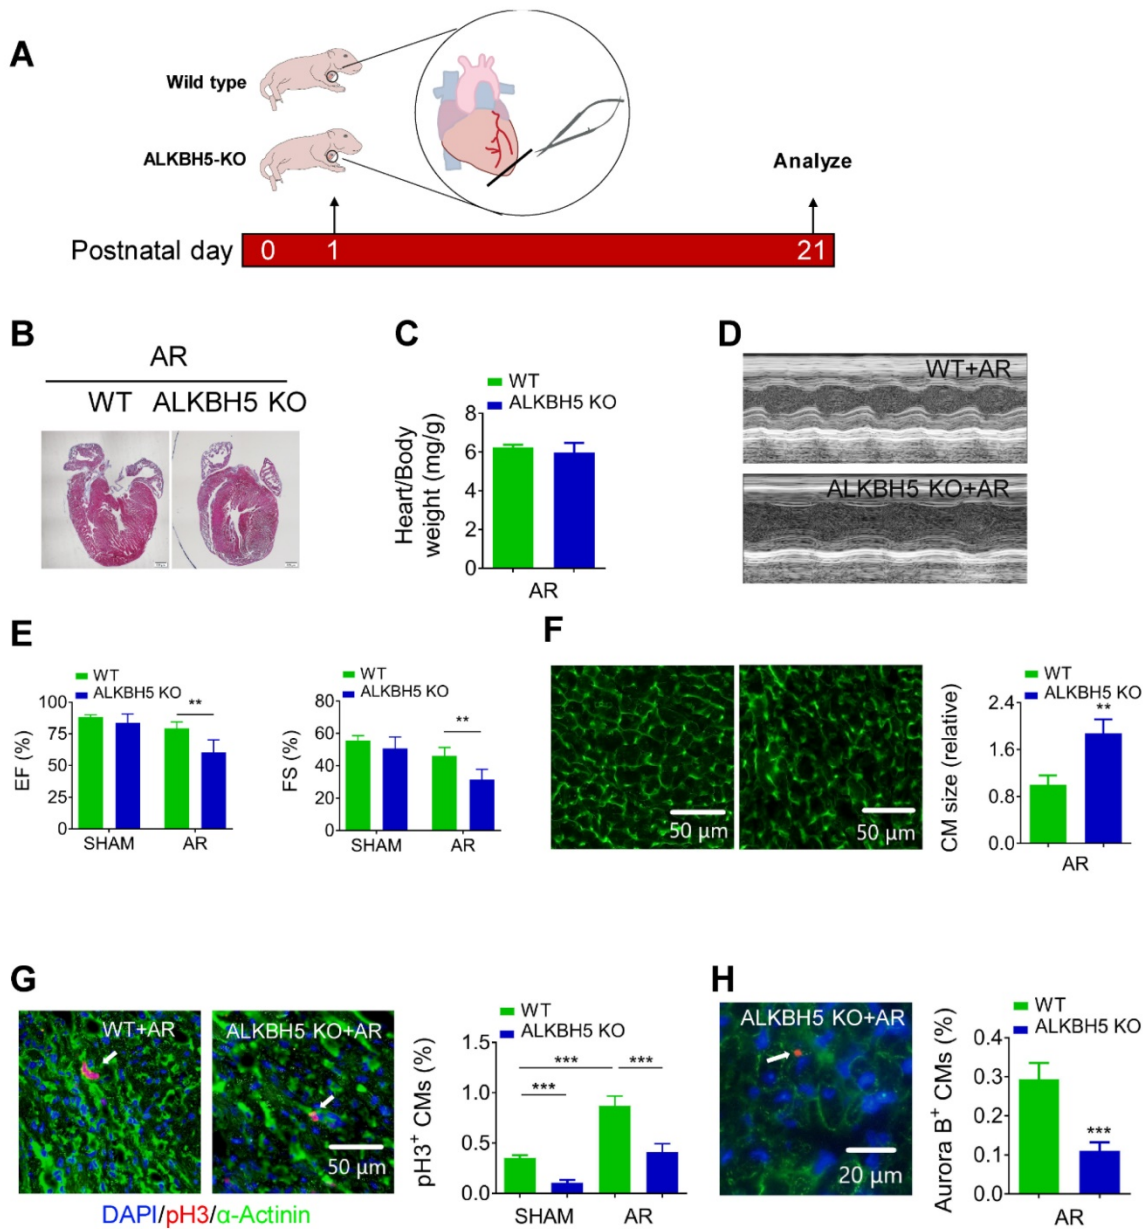 A
Wild type
ALKBH5-KO
Analyze
Postnatal day 0 1 21
B
AR
WT ALKBH5 KO
C
WT
ALKBH5 KO
Heart/Body
weight (mg/g)
8
6
4
2
0
AR
D
WT+AR
ALKBH5 KO+AR
E
WT
ALKBH5 KO
**
EF (%)
100
75
50
25
0
SHAM AR
WT
ALKBH5 KO
**
FS (%)
80
60
40
20
0
SHAM AR
F
50 µm
50 µm
WT
ALKBH5 KO
**
CM size (relative)
2.4
1.6
0.8
0.0
AR
G
WT+AR
ALKBH5 KO+AR
50 µm
DAPI/pH3/α-Actinin
WT
ALKBH5 KO
*** ***
***
pH3⁺ CMs (%)
1.5
1.0
0.5
0.0
SHAM AR
H
ALKBH5 KO+AR
20 µm
WT
ALKBH5 KO
***
Aurora B⁺ CMs (%)
0.4
0.3
0.2
0.1
0.0
AR